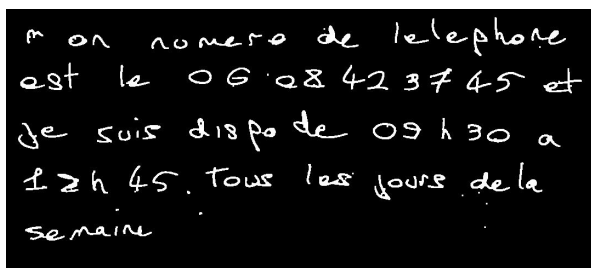 mon numero de telephone
est le 06 08 42 37 45 et
je suis dispo de 09 h 30 a
12h 45. Tous les jours de la
semaine